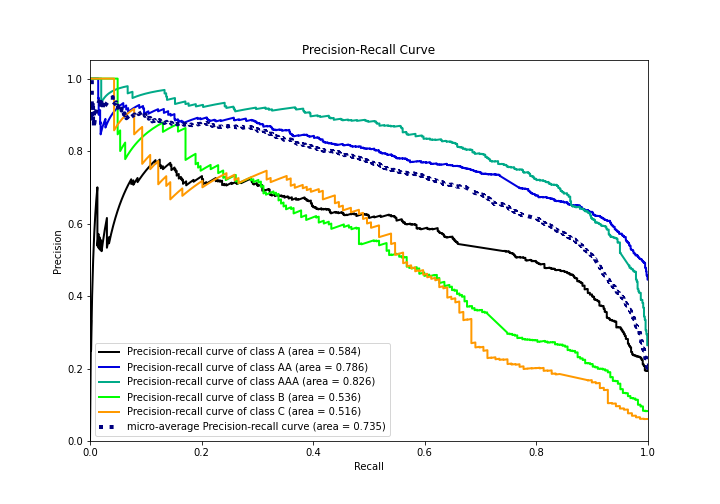 Precision-Recall Curve
Precision
1.0
0.8
0.6
0.4
0.2
0.0
Precision-recall curve of class A (area = 0.584)
Precision-recall curve of class AA (area = 0.786)
Precision-recall curve of class AAA (area = 0.826)
Precision-recall curve of class B (area = 0.536)
Precision-recall curve of class C (area = 0.516)
micro-average Precision-recall curve (area = 0.735)
0.0 0.2 0.4 0.6 0.8 1.0
Recall